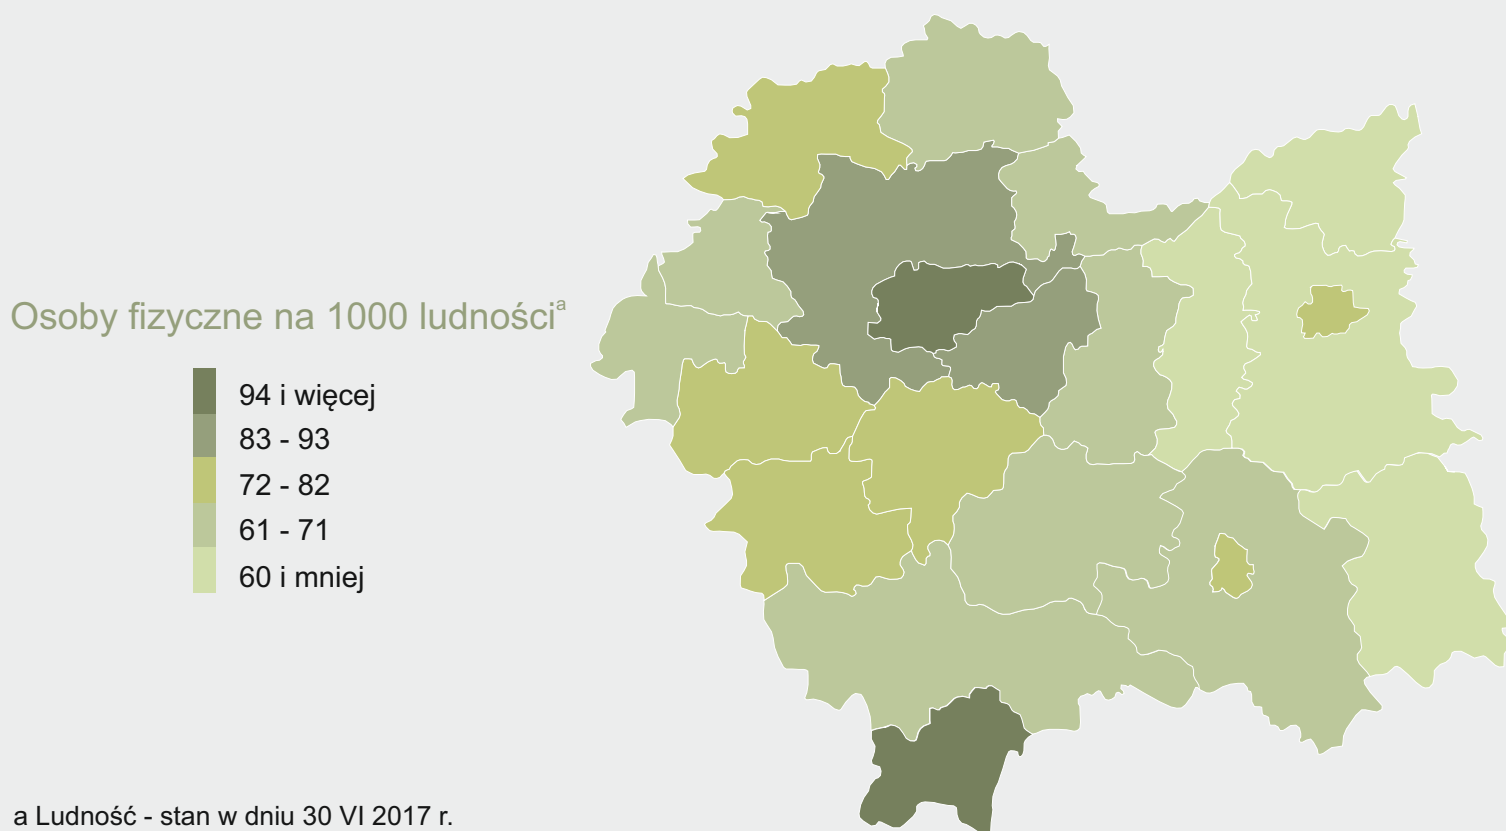 Osoby fizyczne na 1000 ludnościᵃ
94 i więcej
83 - 93
72 - 82
61 - 71
60 i mniej
a Ludność - stan w dniu 30 VI 2017 r.